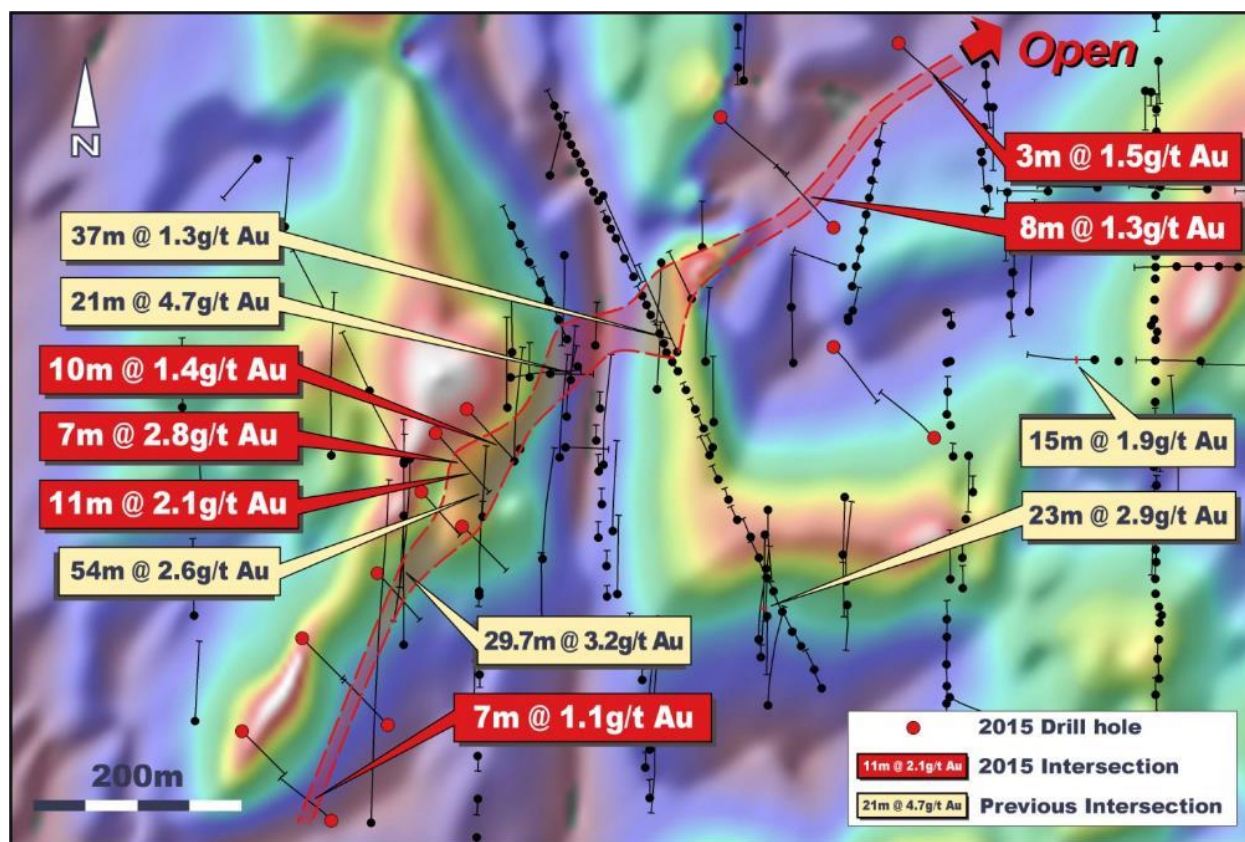 Open
N
3m @ 1.5g/t Au
8m @ 1.3g/t Au
37m @ 1.3g/t Au
21m @ 4.7g/t Au
10m @ 1.4g/t Au
7m @ 2.8g/t Au
11m @ 2.1g/t Au
54m @ 2.6g/t Au
15m @ 1.9g/t Au
23m @ 2.9g/t Au
29.7m @ 3.2g/t Au
7m @ 1.1g/t Au
200m
2015 Drill hole
11m @ 2.1g/t Au 2015 Intersection
21m @ 4.7g/t Au Previous Intersection